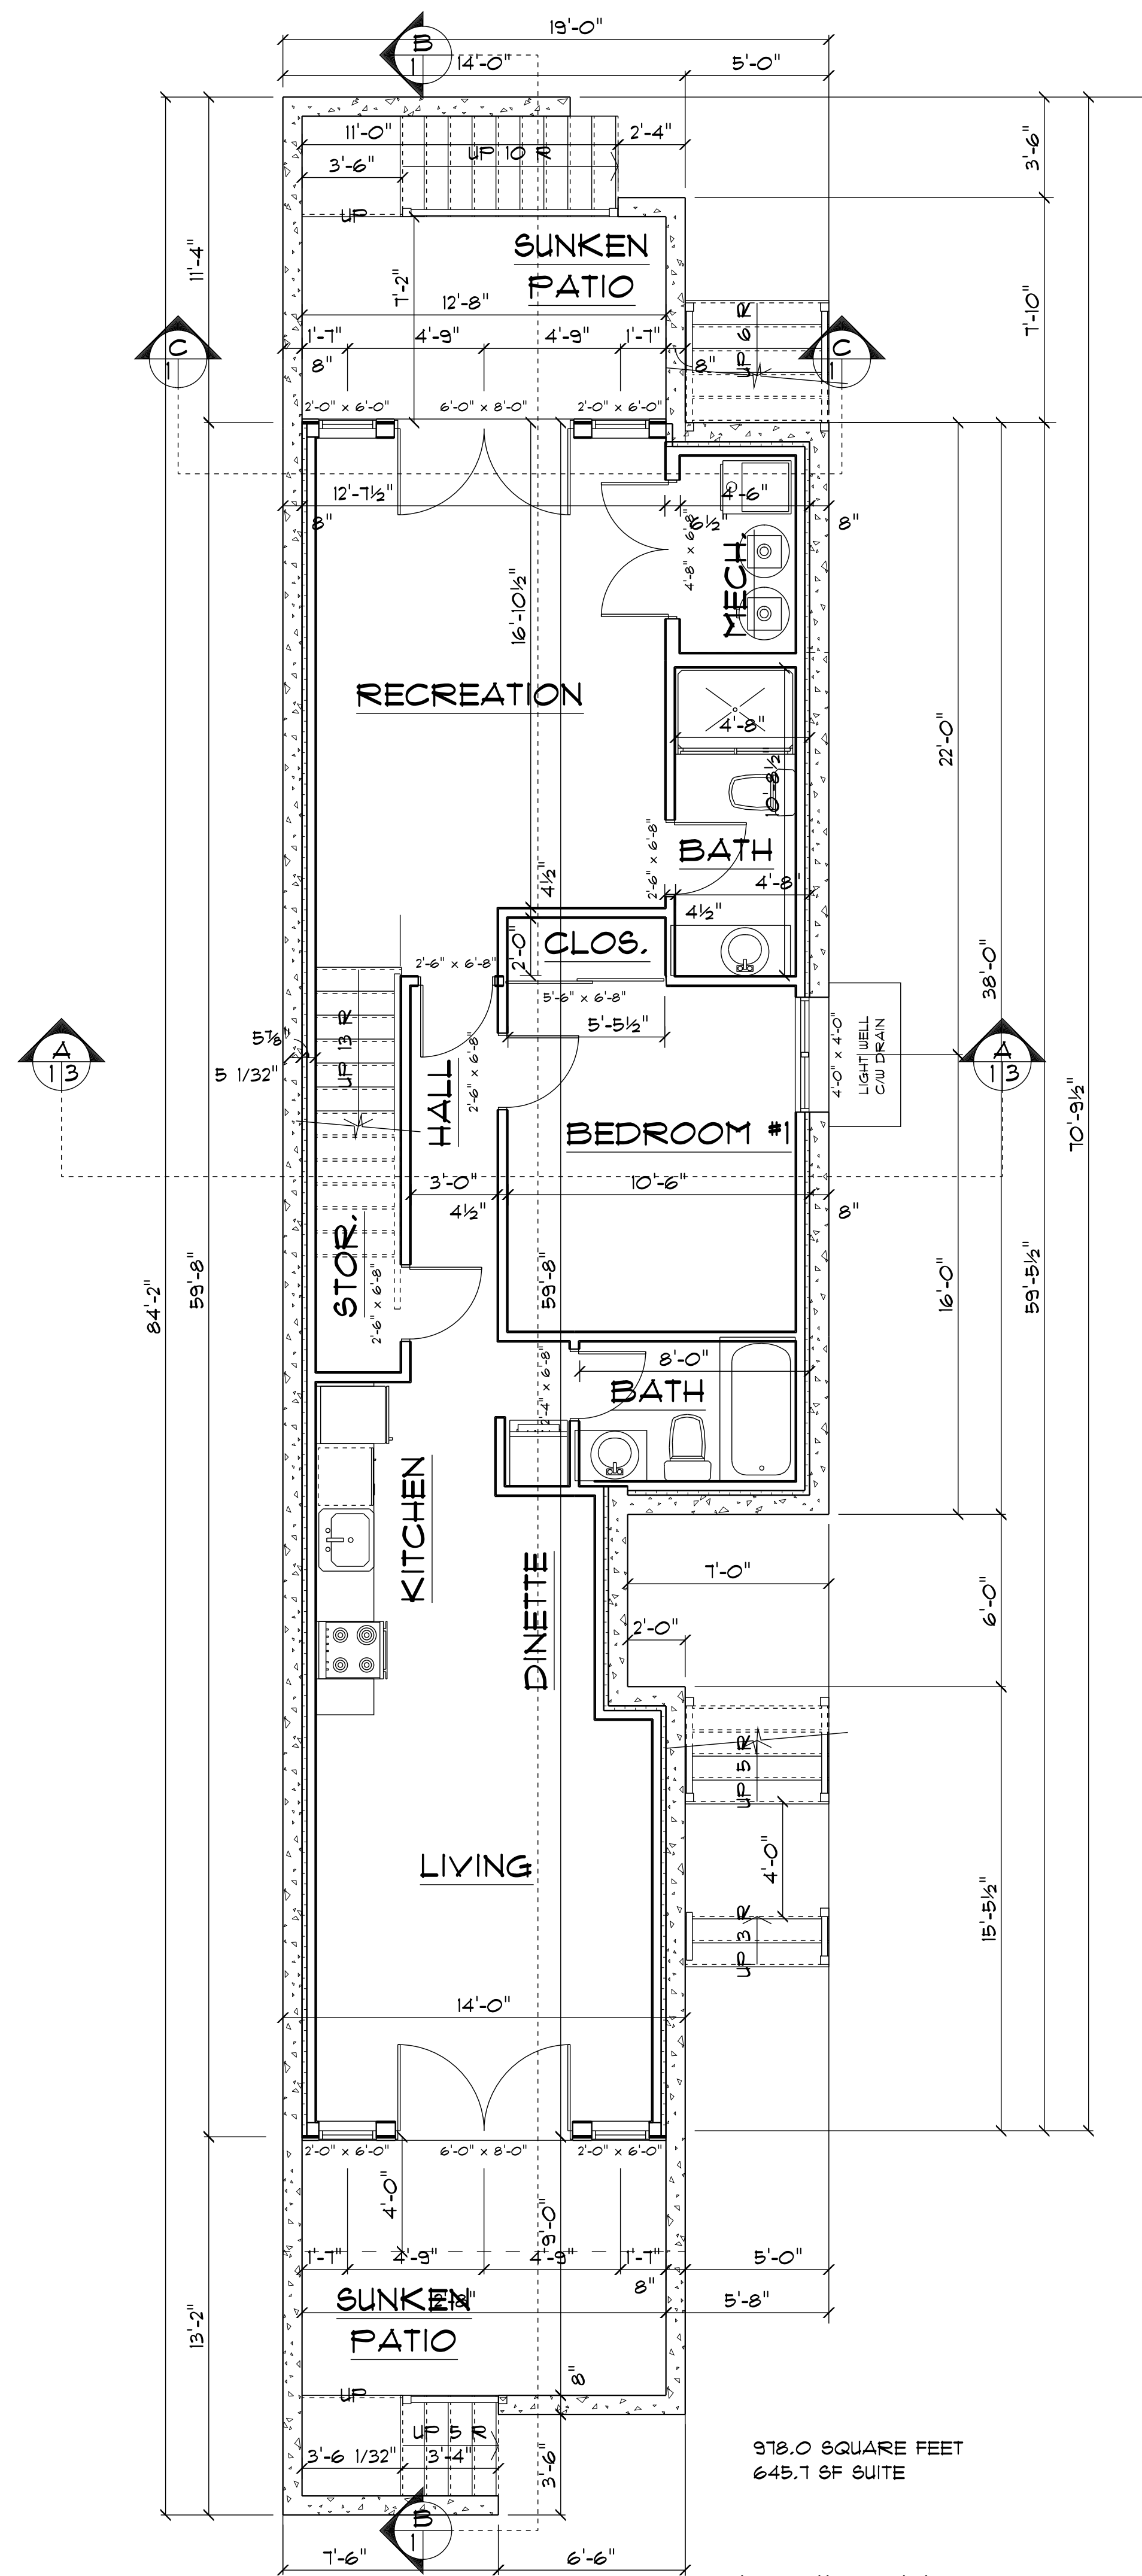 19'-0"
B
1
14'-0"
5'-0"
11'-0"
2'-4"
UP 10 R
3'-6"
3'-6"
UP
SUNKEN
PATIO
11'-4"
7'-2"
12'-8"
7'-10"
UP 6 R
1'-7"
4'-9"
4'-9"
1'-7"
C
1
C
1
8"
8"
2'-0" x 6'-0"
6'-0" x 8'-0"
2'-0" x 6'-0"
12'-7½"
4'-6"
8"
6½"
8"
4'-8" x 6'-8"
MECH.
16'-10½"
RECREATION
4'-8"
22'-0"
10'-8½"
2'-6" x 6'-8"
BATH
4½"
4'-8"
4½"
CLOS.
2'-0"
2'-6" x 6'-8"
38'-0"
5'-6" x 6'-8"
5⅞"
5'-5½"
UP 13 R
4'-0" x 4'-0"
LIGHT WELL
C/W DRAIN
A
1 3
A
1 3
5 1/32"
2'-6" x 6'-8"
HALL
BEDROOM #1
70'-9½"
3'-0"
10'-6"
4½"
8"
STOR.
2'-6" x 6'-8"
84'-2"
59'-8"
59'-8"
16'-0"
59'-5½"
8'-0"
2'-4" x 6'-8"
BATH
KITCHEN
DINETTE
7'-0"
6'-0"
2'-0"
UP 5 R
LIVING
4'-0"
15'-5½"
UP 3 R
14'-0"
2'-0" x 6'-0"
6'-0" x 8'-0"
2'-0" x 6'-0"
4'-0"
9'-0"
1'-7"
4'-9"
4'-9"
1'-7"
5'-0"
8"
SUNKEN
5'-8"
13'-2"
PATIO
8"
UP
UP 5 R
3'-6 1/32"
3'-4"
3'-6"
978.0 SQUARE FEET
645.7 SF SUITE
B
1
7'-6"
6'-6"